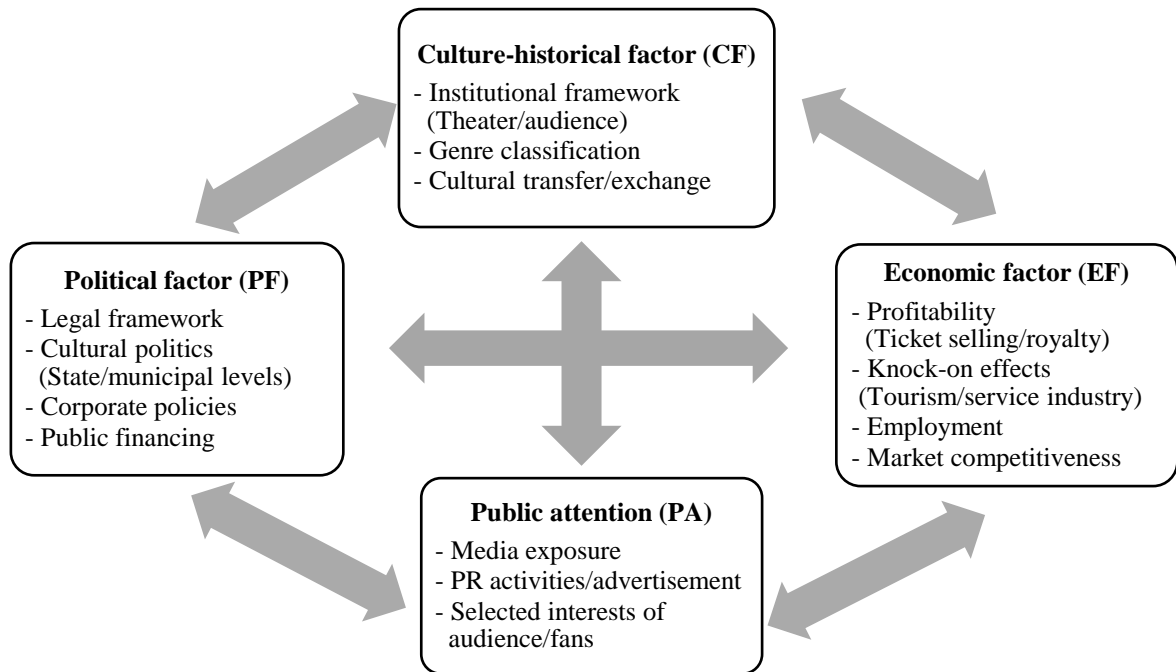 Culture-historical factor (CF)
- Institutional framework
(Theater/audience)
- Genre classification
- Cultural transfer/exchange
Political factor (PF)
- Legal framework
- Cultural politics
(State/municipal levels)
- Corporate policies
- Public financing
Economic factor (EF)
- Profitability
(Ticket selling/royalty)
- Knock-on effects
(Tourism/service industry)
- Employment
- Market competitiveness
Public attention (PA)
- Media exposure
- PR activities/advertisement
- Selected interests of
audience/fans